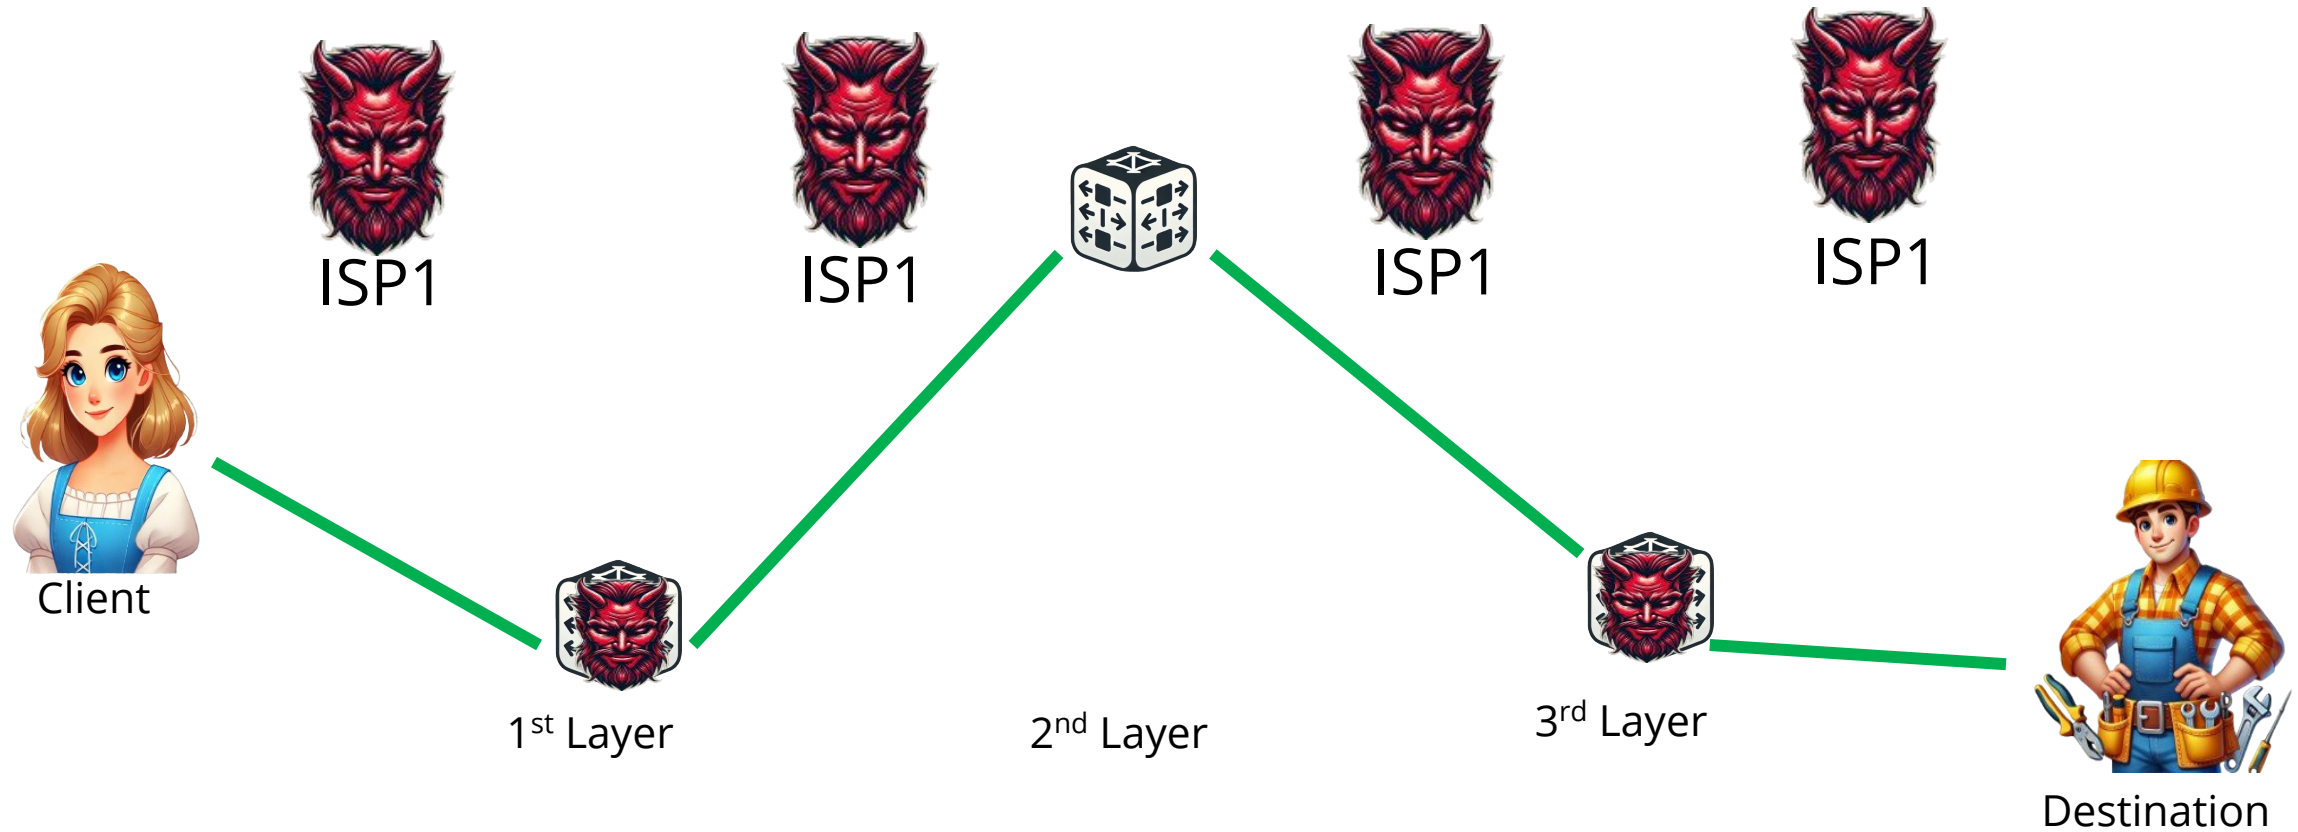 ISP1
ISP1
ISP1
ISP1
Client
1st Layer
2nd Layer
3rd Layer
Destination